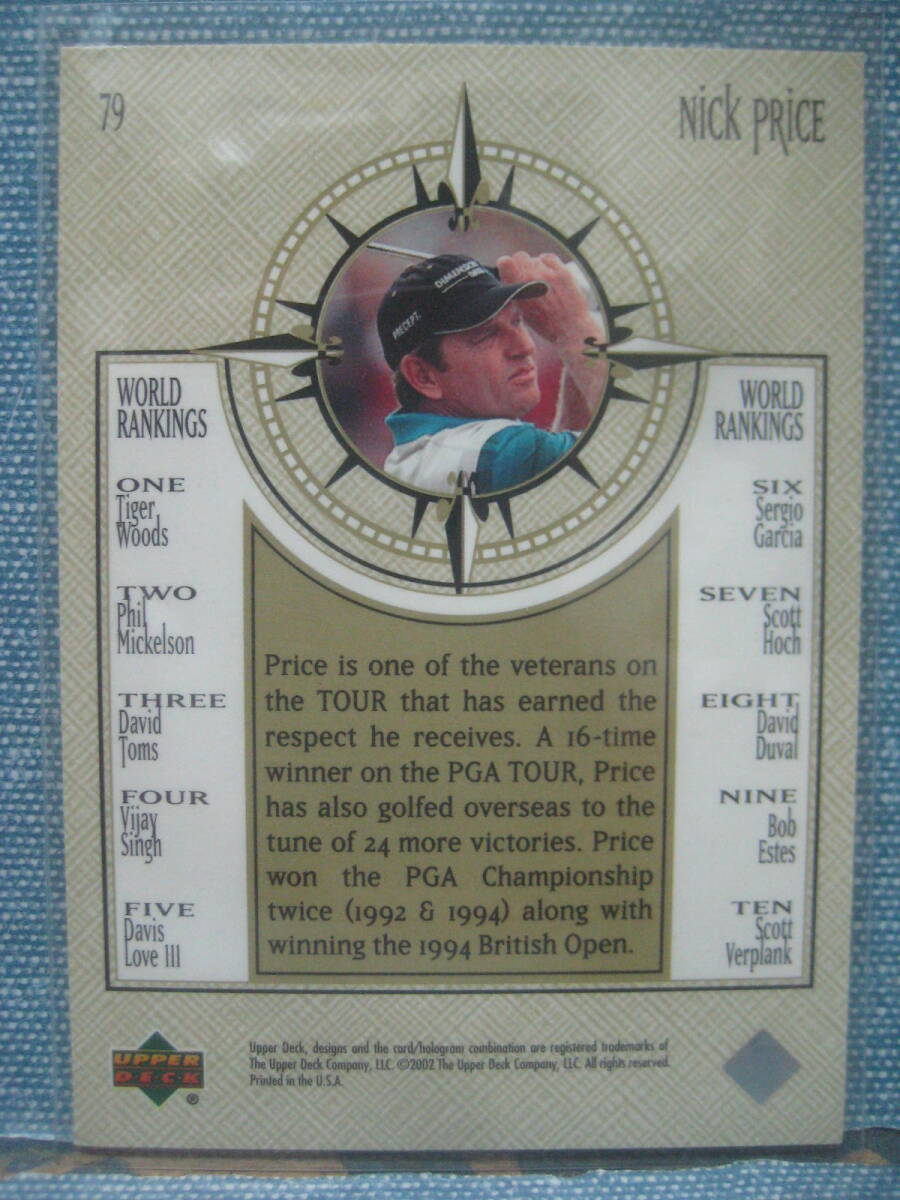 79
Nick Price
PRECEPT.
WORLD
RANKINGS
ONE
Tiger
Woods
TWO
Phil
Mickelson
THREE
David
Toms
FOUR
Vijay
Singh
FIVE
Davis
Love III
WORLD
RANKINGS
SIX
Sergio
Garcia
SEVEN
Scott
Hoch
EIGHT
David
Duval
NINE
Bob
Estes
TEN
Scott
Verplank
Price is one of the veterans on
the TOUR that has earned the
respect he receives. A 16-time
winner on the PGA TOUR, Price
has also golfed overseas to the
tune of 24 more victories. Price
won the PGA Championship
twice (1992 & 1994) along with
winning the 1994 British Open.
UPPER
DECK
®
Upper Deck, designs and the card/hologram combination are registered trademarks of
The Upper Deck Company, LLC. ©2002 The Upper Deck Company, LLC. All rights reserved.
Printed in the U.S.A.